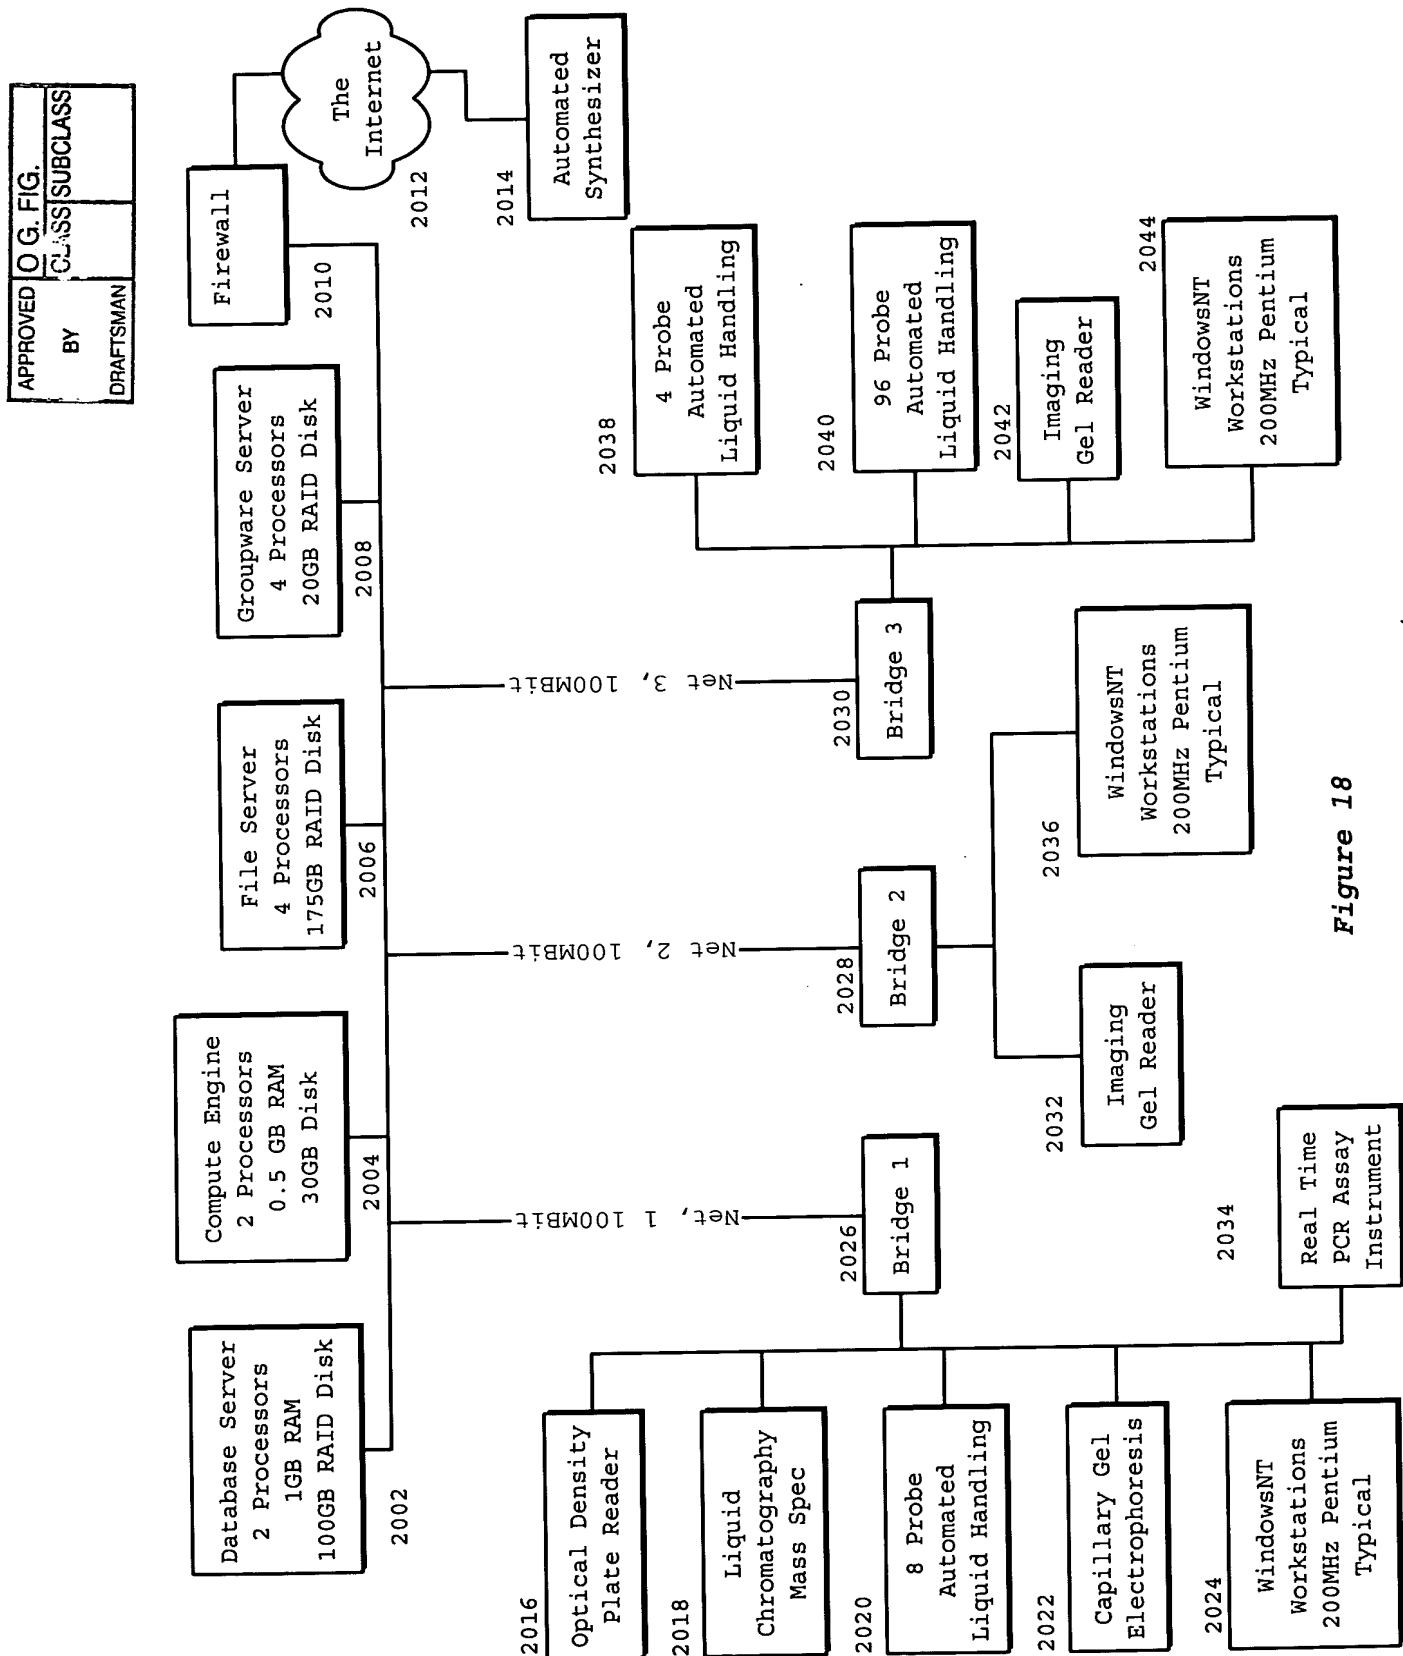 APPROVED
O G. FIG.
BY
CLASS
SUBCLASS
DRAFTSMAN
Database Server
2 Processors
1GB RAM
100GB RAID Disk
2002
Compute Engine
2 Processors
0.5 GB RAM
30GB Disk
2004
File Server
4 Processors
175GB RAID Disk
2006
Groupware Server
4 Processors
20GB RAID Disk
2008
Firewall
2010
The
Internet
2012
2014
Automated
Synthesizer
Net, 1 100MBit
Net 2, 100MBit
Net 3, 100MBit
2026
Bridge 1
2028
Bridge 2
2030
Bridge 3
2016
Optical Density
Plate Reader
2018
Liquid
Chromatography
Mass Spec
2020
8 Probe
Automated
Liquid Handling
2022
Capillary Gel
Electrophoresis
2024
WindowsNT
Workstations
200MHz Pentium
Typical
2034
Real Time
PCR Assay
Instrument
2032
Imaging
Gel Reader
2036
WindowsNT
Workstations
200MHz Pentium
Typical
2038
4 Probe
Automated
Liquid Handling
2040
96 Probe
Automated
Liquid Handling
2042
Imaging
Gel Reader
2044
WindowsNT
Workstations
200MHz Pentium
Typical
Figure 18